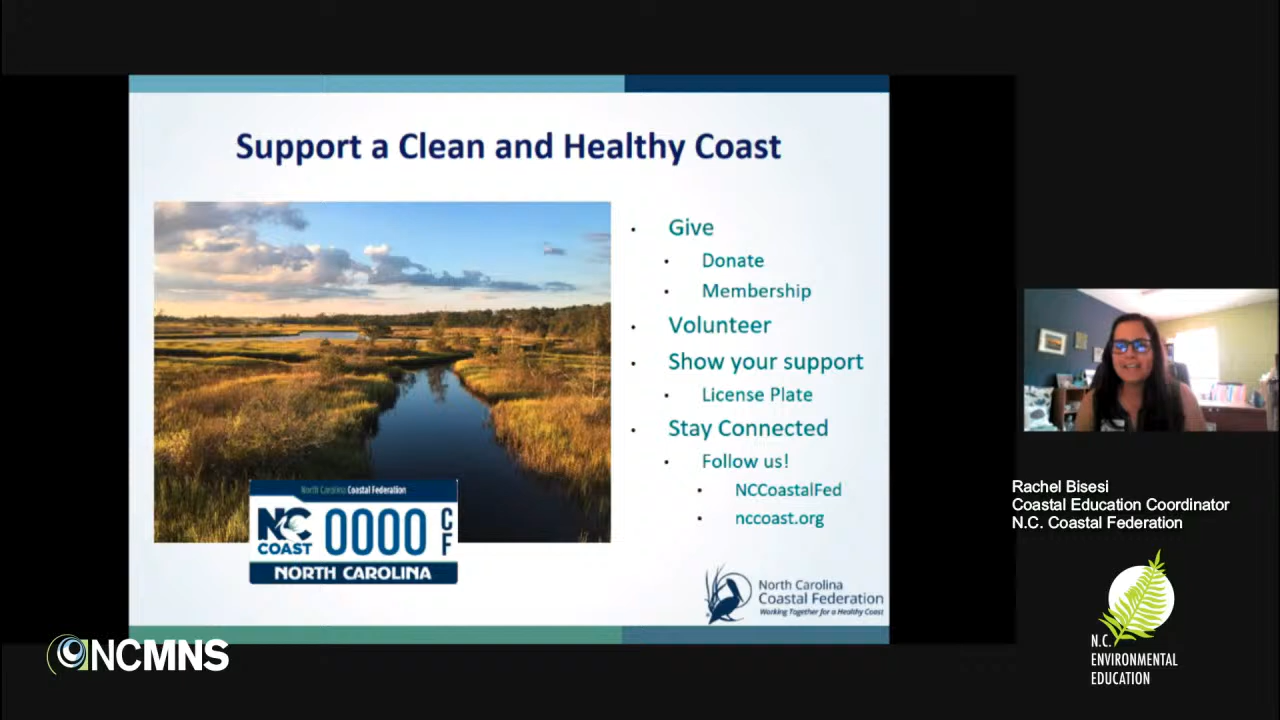 Support a Clean and Healthy Coast
Give
Donate
Membership
Volunteer
Show your support
License Plate
Stay Connected
Follow us!
NCCoastalFed
nccoast.org
North Carolina Coastal Federation
NC
COAST
0000
C
F
NORTH CAROLINA
North Carolina
Coastal Federation
Working Together for a Healthy Coast
Rachel Bisesi
Coastal Education Coordinator
N.C. Coastal Federation
NCMNS
N.C.
ENVIRONMENTAL
EDUCATION